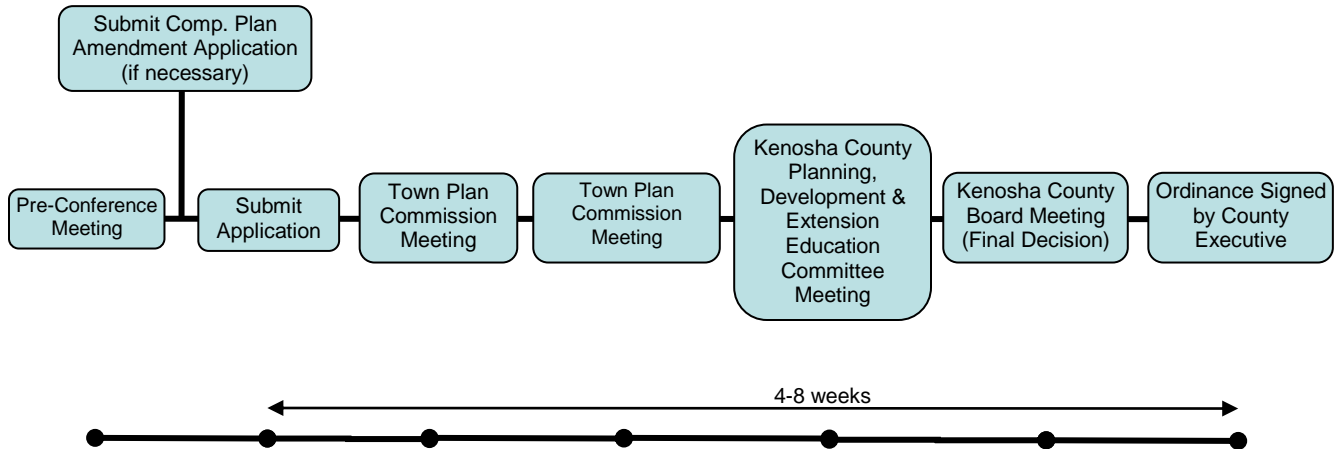 Submit Comp. Plan
Amendment Application
(if necessary)
Pre-Conference
Meeting
Submit
Application
Town Plan
Commission
Meeting
Town Plan
Commission
Meeting
Kenosha County
Planning,
Development &
Extension
Education
Committee
Meeting
Kenosha County
Board Meeting
(Final Decision)
Ordinance Signed
by County
Executive
4-8 weeks